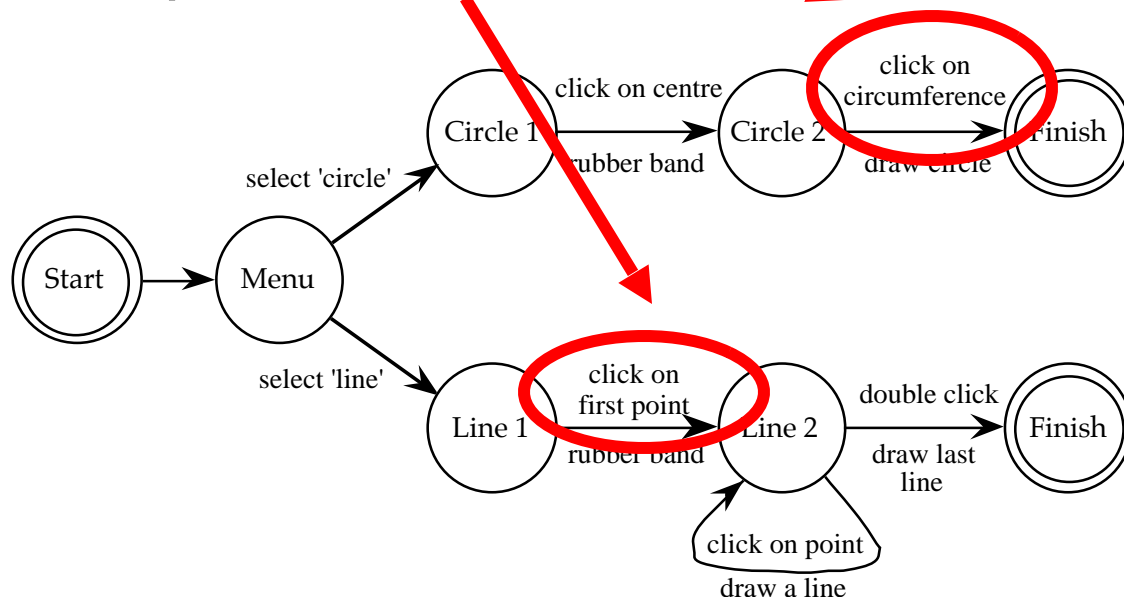 click on
circumference
click on centre
Circle 1
Circle 2
Finish
rubber band
draw circle
select 'circle'
Start
Menu
select 'line'
click on
first point
double click
Line 1
Line 2
Finish
rubber band
draw last
line
click on point
draw a line